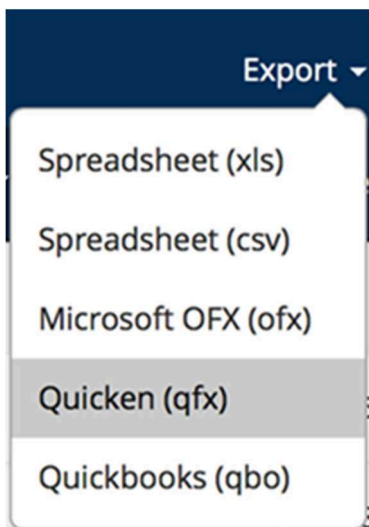 Export
Spreadsheet (xls)
Spreadsheet (csv)
Microsoft OFX (ofx)
Quicken (qfx)
Quickbooks (qbo)